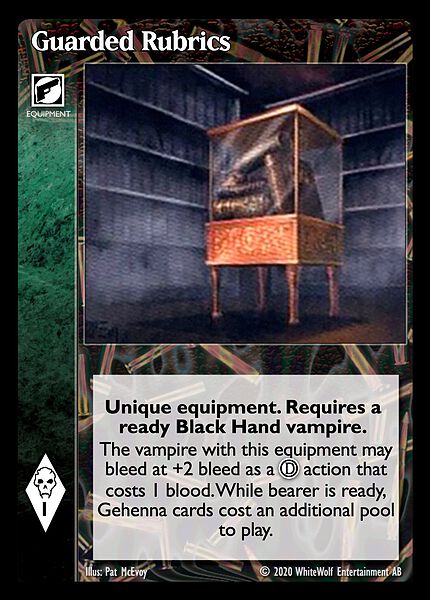 Guarded Rubrics
EQUIPMENT
Unique equipment. Requires a
ready Black Hand vampire.
The vampire with this equipment may
bleed at +2 bleed as a Ⓓ action that
costs 1 blood. While bearer is ready,
Gehenna cards cost an additional pool
to play.
1
Illus: Pat McEvoy
© 2020 WhiteWolf Entertainment AB